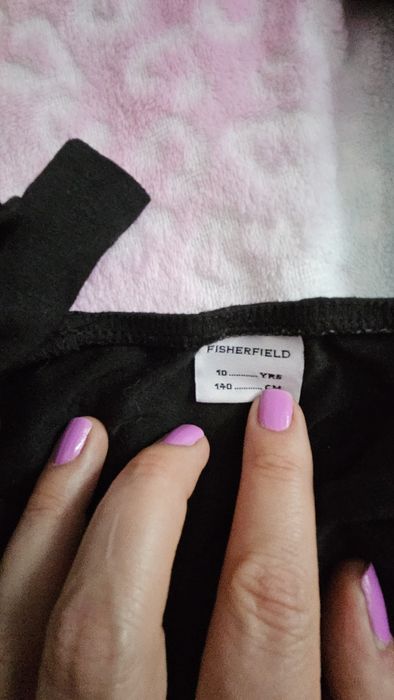 FISHERFIELD
10 ............ YRS
140 ............ CM